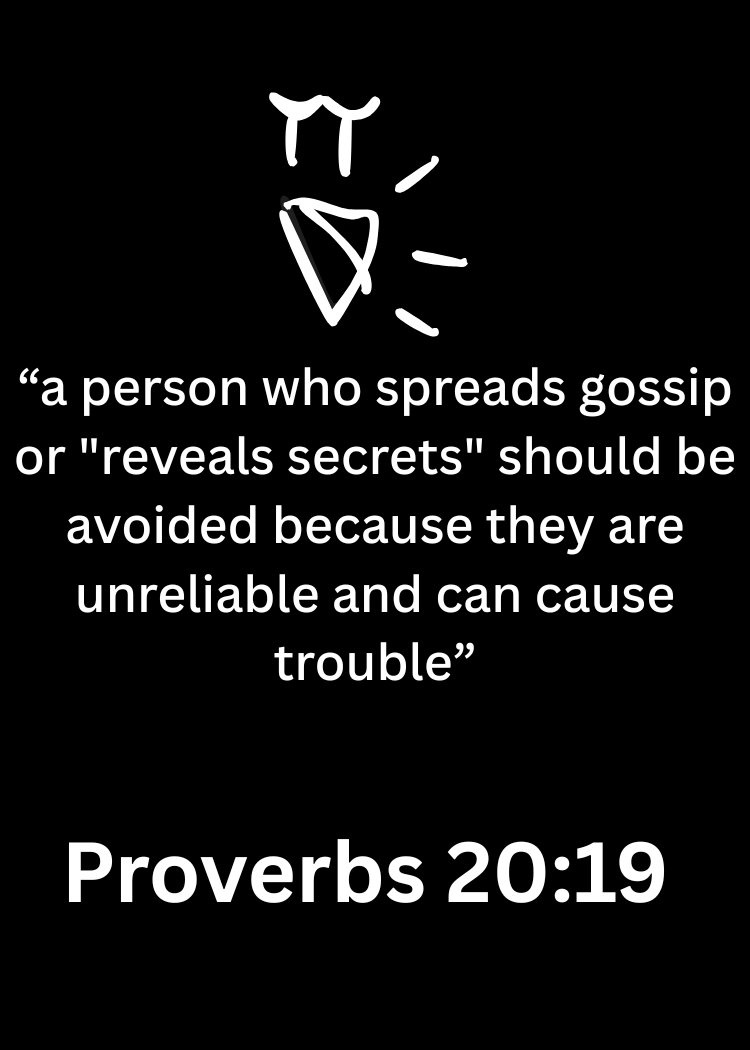 “a person who spreads gossip
or "reveals secrets" should be
avoided because they are
unreliable and can cause
trouble”
Proverbs 20:19